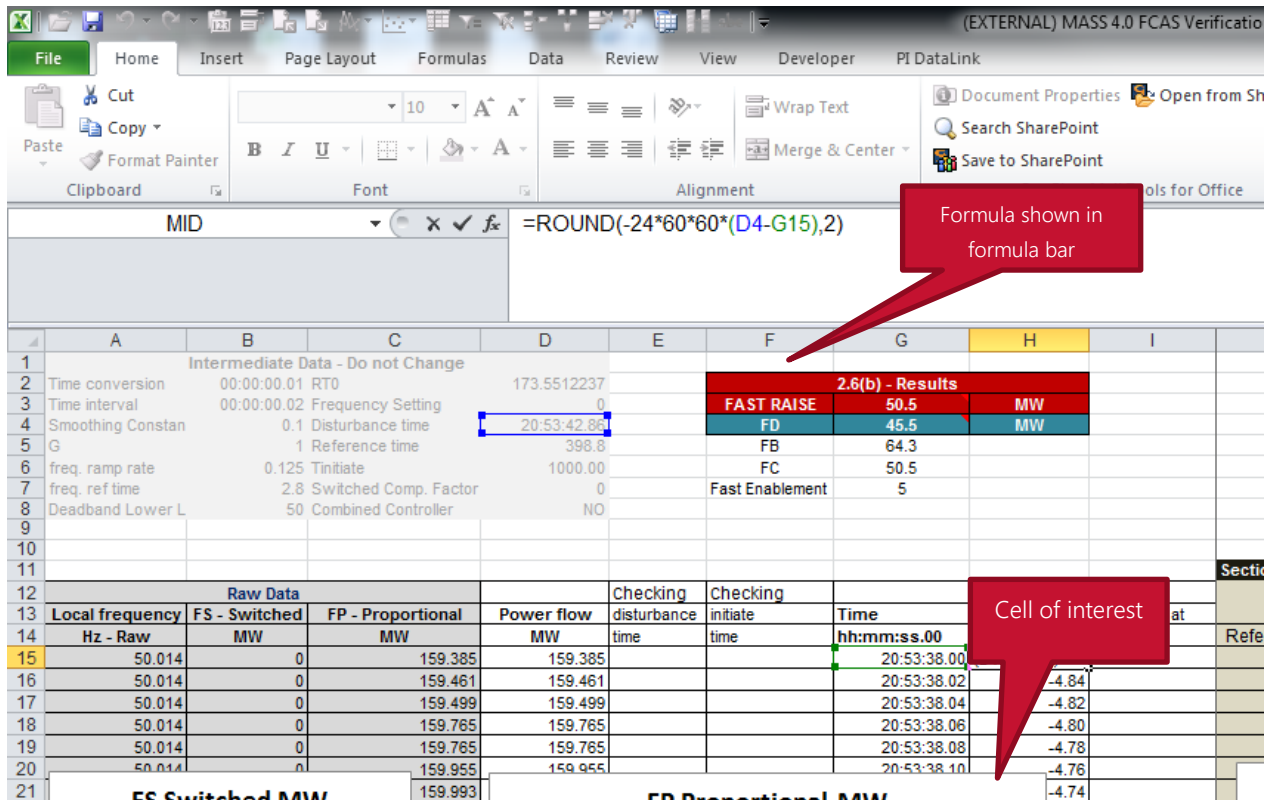 (EXTERNAL) MASS 4.0 FCAS Verificatio
File Home Insert Page Layout Formulas Data Review View Developer PI DataLink
Cut
Copy
Format Painter
Paste
Clipboard
10
A A
B I U
Font
Wrap Text
Merge & Center
Alignment
Document Properties
Open from Sh
Search SharePoint
Save to SharePoint
ols for Office
MID
fx
=ROUND(-24*60*60*(D4-G15),2)
Formula shown in
formula bar
A B C D E F G H I
1 Intermediate Data - Do not Change
2 Time conversion 00:00:00.01 RT0 173.5512237 2.6(b) - Results
3 Time interval 00:00:00.02 Frequency Setting 0 FAST RAISE 50.5 MW
4 Smoothing Constan 0.1 Disturbance time 20:53:42.86 FD 45.5 MW
5 G 1 Reference time 398.8 FB 64.3
6 freq. ramp rate 0.125 Tinitiate 1000.00 FC 50.5
7 freq. ref time 2.8 Switched Comp. Factor 0 Fast Enablement 5
8 Deadband Lower L 50 Combined Controller NO
9
10
11 Sectio
12 Raw Data Checking Checking
13 Local frequency FS - Switched FP - Proportional Power flow disturbance initiate Time at
14 Hz - Raw MW MW MW time time hh:mm:ss.00 Refe
Cell of interest
15 50.014 0 159.385 159.385 20:53:38.00
16 50.014 0 159.461 159.461 20:53:38.02 -4.84
17 50.014 0 159.499 159.499 20:53:38.04 -4.82
18 50.014 0 159.765 159.765 20:53:38.06 -4.80
19 50.014 0 159.765 159.765 20:53:38.08 -4.78
20 50.014 0 159.955 159.955 20:53:38.10 -4.76
21 159.993 -4.74
FS Switched MW
FP Proportional MW